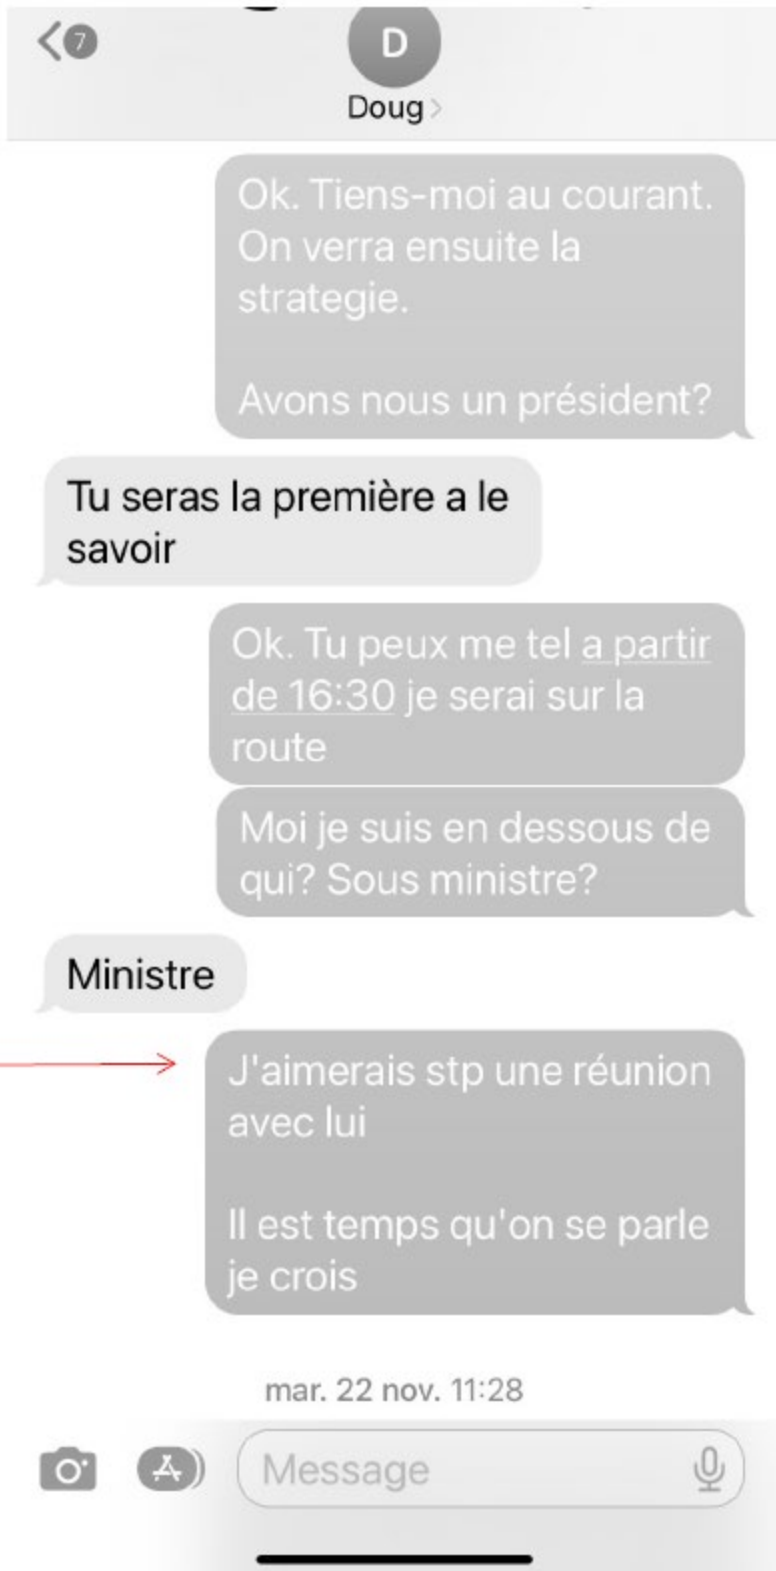 7
D
Doug
Ok. Tiens-moi au courant.
On verra ensuite la
strategie.
Avons nous un président?
Tu seras la première a le
savoir
Ok. Tu peux me tel a partir
de 16:30 je serai sur la
route
Moi je suis en dessous de
qui? Sous ministre?
Ministre
J'aimerais stp une réunion
avec lui
Il est temps qu'on se parle
je crois
mar. 22 nov. 11:28
Message